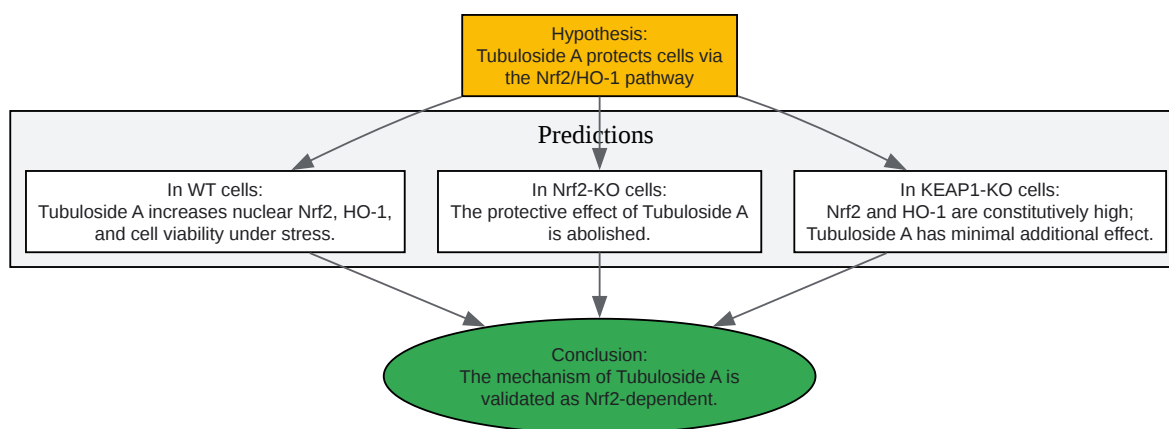 Hypothesis:
Tubuloside A protects cells via
the Nrf2/HO-1 pathway
Predictions
In WT cells:
Tubuloside A increases nuclear Nrf2, HO-1,
and cell viability under stress.
In Nrf2-KO cells:
The protective effect of Tubuloside A
is abolished.
In KEAP1-KO cells:
Nrf2 and HO-1 are constitutively high;
Tubuloside A has minimal additional effect.
Conclusion:
The mechanism of Tubuloside A is
validated as Nrf2-dependent.